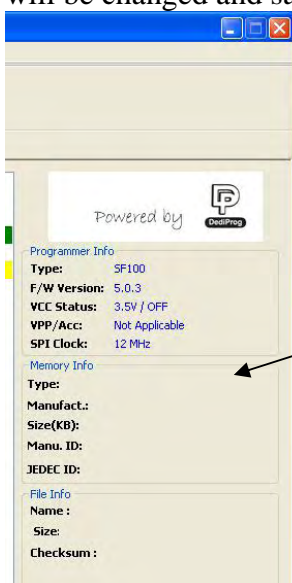 will be changed and sa
Powered by DediProg
Programmer Info
Type: SF100
F/W Version: 5.0.3
VCC Status: 3.5V / OFF
VPP/Acc: Not Applicable
SPI Clock: 12 MHz
Memory Info
Type:
Manufact.:
Size(KB):
Manu. ID:
JEDEC ID:
File Info
Name :
Size:
Checksum :